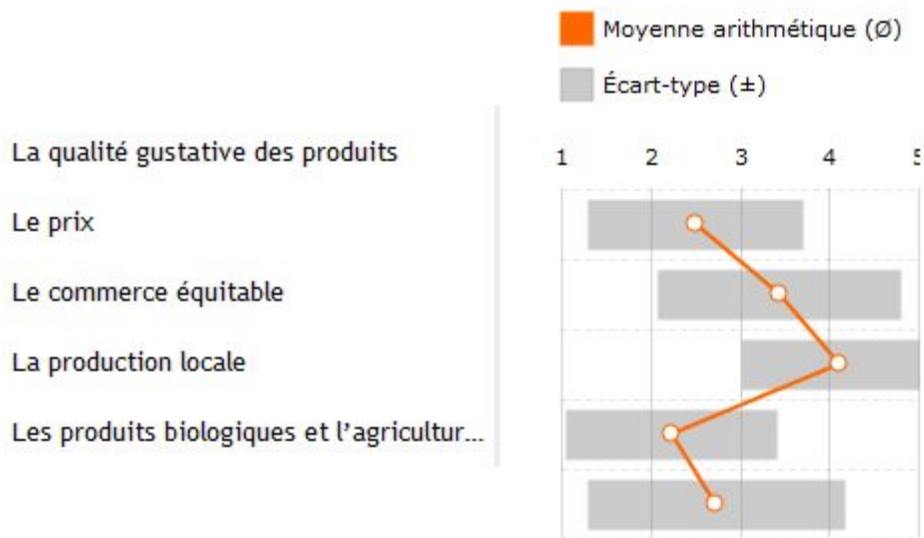 Moyenne arithmétique (Ø)
Écart-type (±)
La qualité gustative des produits
1 2 3 4 5
Le prix
Le commerce équitable
La production locale
Les produits biologiques et l’agricultur...